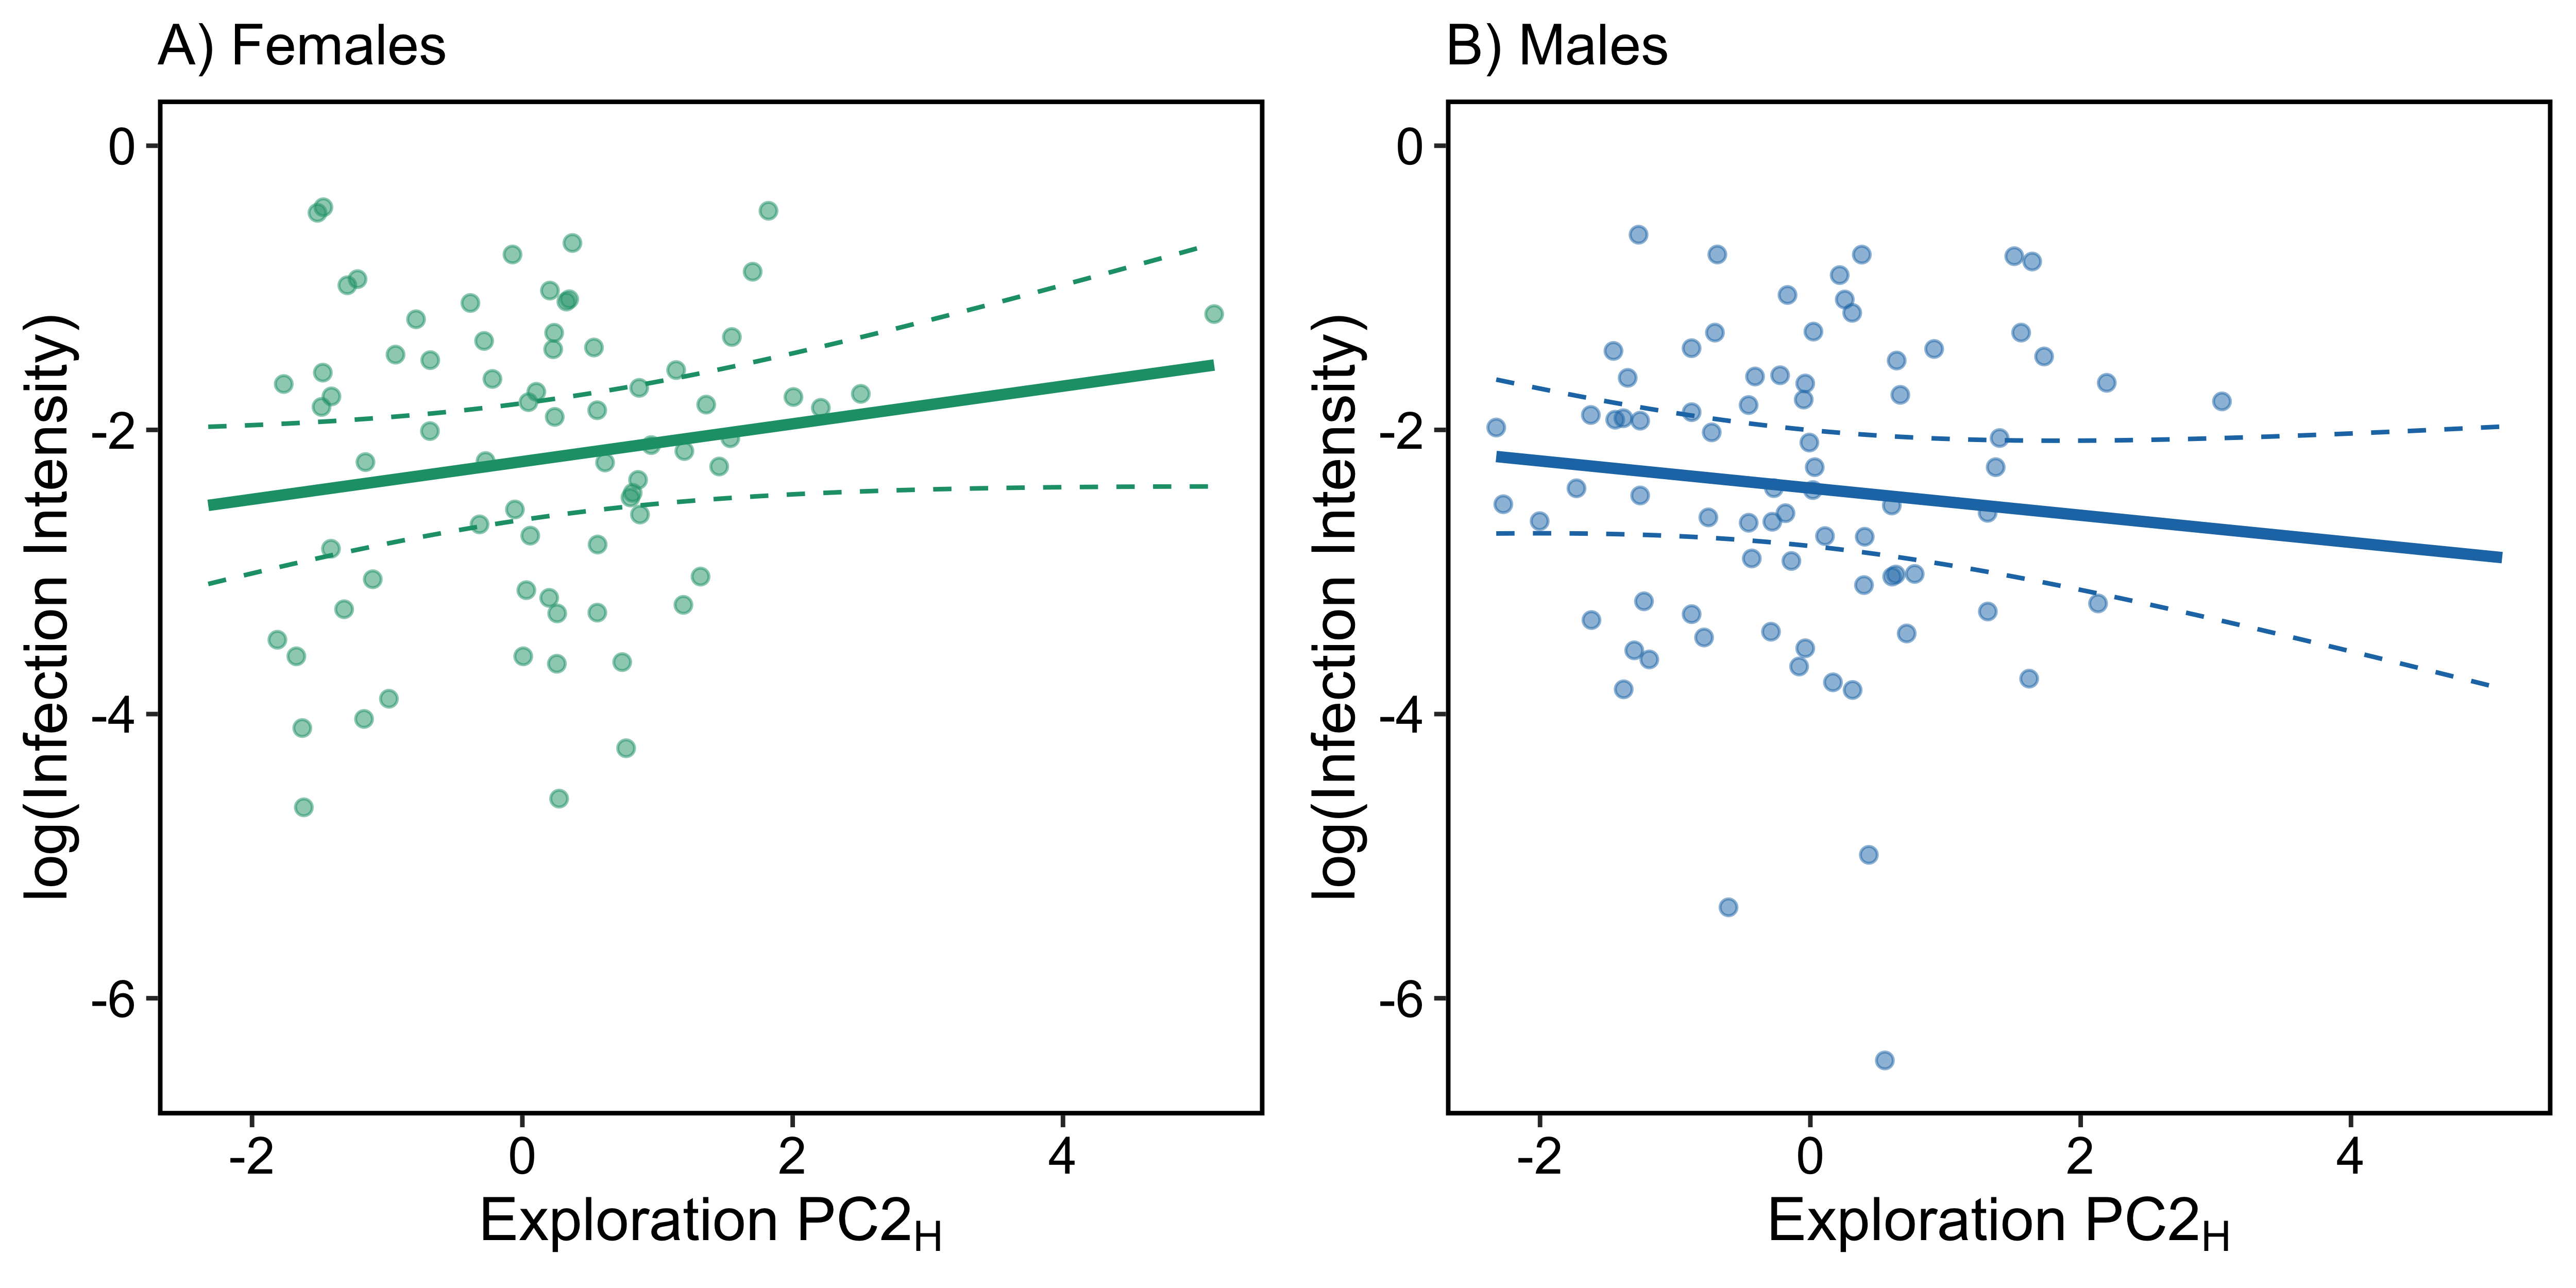 A) Females
B) Males
log(Infection Intensity)
0
-2
-4
-6
-2
0
2
4
Exploration PC2H
log(Infection Intensity)
0
-2
-4
-6
-2
0
2
4
Exploration PC2H